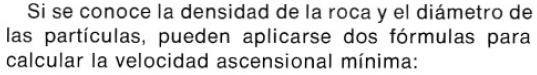 Si se conoce la densidad de la roca y el diámetro de
las partículas, pueden aplicarse dos fórmulas para
calcular la velocidad ascensional mínima: